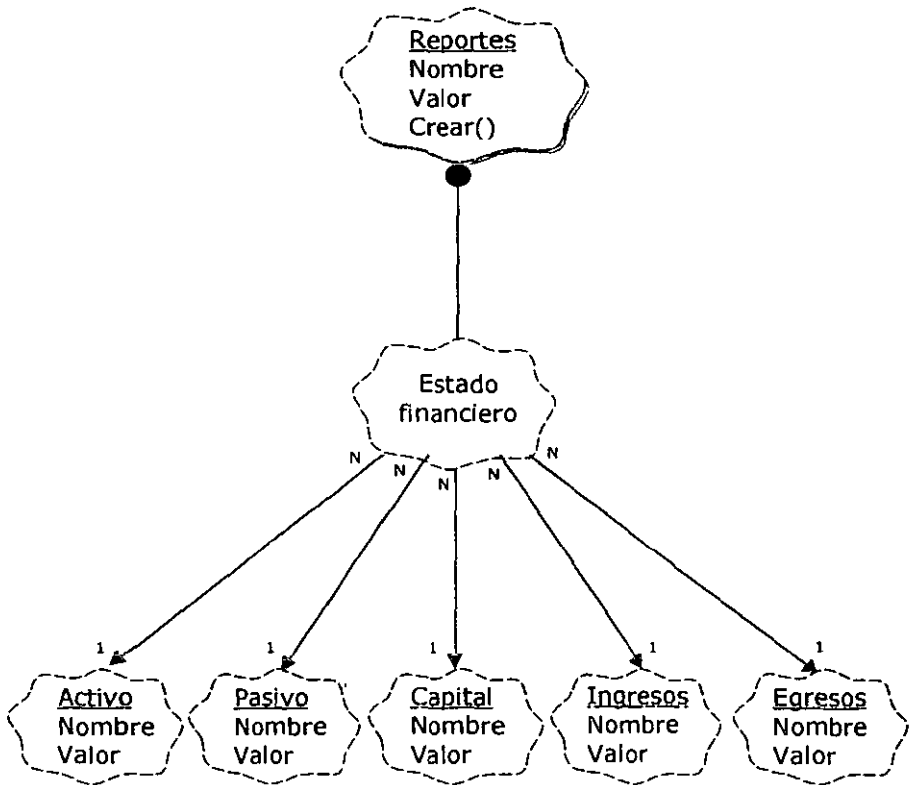 Reportes
Nombre
Valor
Crear()
Estado
financiero
N
N
N
N
N
1
1
1
1
1
Activo
Nombre
Valor
Pasivo
Nombre
Valor
Capital
Nombre
Valor
Ingresos
Nombre
Valor
Egresos
Nombre
Valor